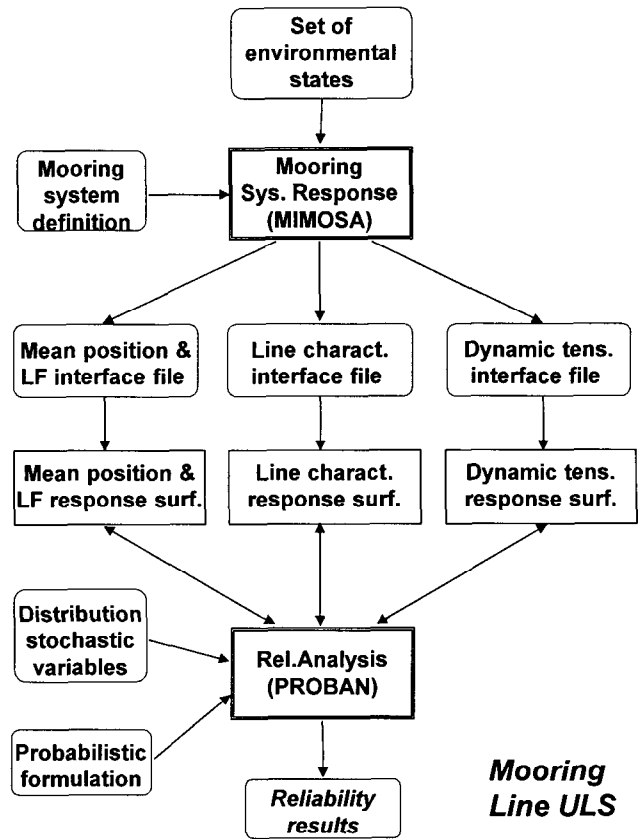 Set of
environmental
states
Mooring
system
definition
Mooring
Sys. Response
(MIMOSA)
Mean position &
LF interface file
Line charact.
interface file
Dynamic tens.
interface file
Mean position &
LF response surf.
Line charact.
response surf.
Dynamic tens.
response surf.
Distribution
stochastic
variables
Rel.Analysis
(PROBAN)
Probabilistic
formulation
Reliability
results
Mooring
Line ULS